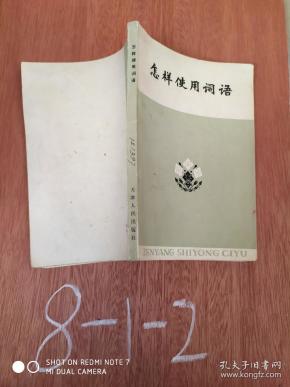 怎样使用词语
ZENYANG SHIYONG CIYU
怎样使用词语
天津人民出版社
8-1-2
SHOT ON REDMI NOTE 7
MI DUAL CAMERA
孔夫子旧书网